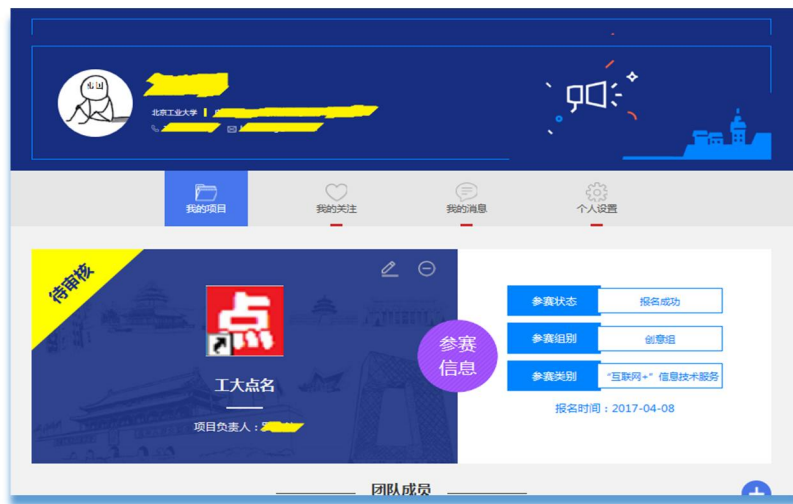 北京工业大学
我的项目
我的关注
我的消息
个人设置
待审核
点
工大点名
项目负责人：
参赛
信息
参赛状态 报名成功
参赛组别 创意组
参赛类别 “互联网+”信息技术服务
报名时间：2017-04-08
团队成员